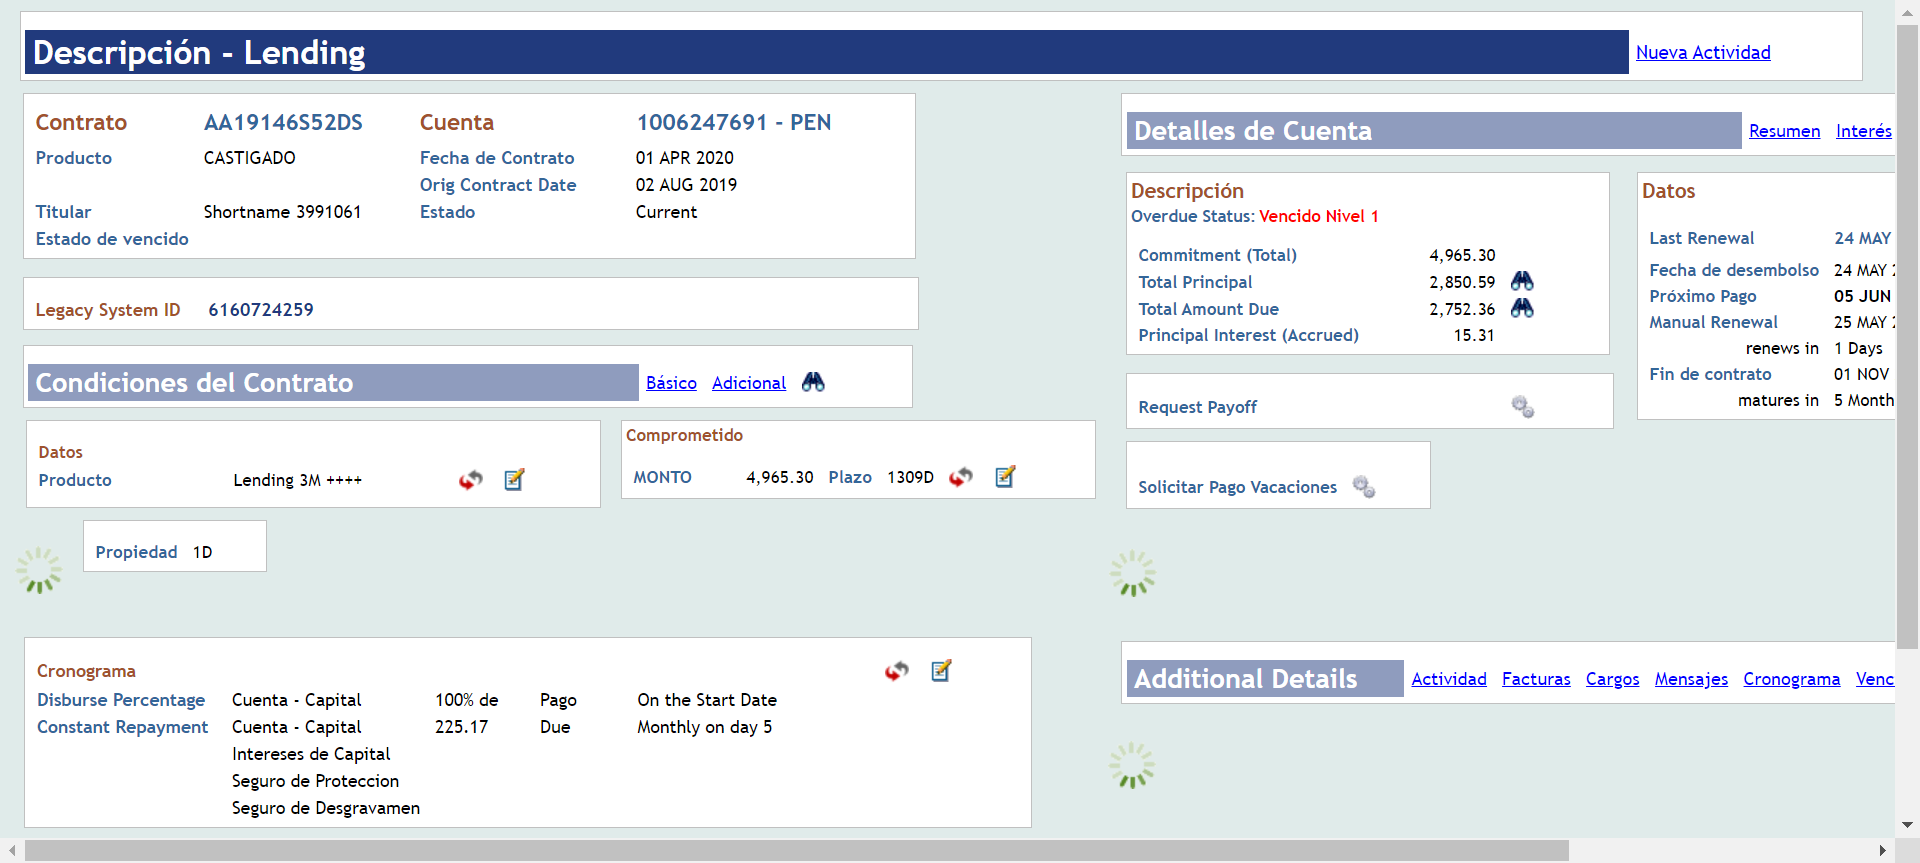 Descripción - Lending
Nueva Actividad
Contrato AA19146S52DS Cuenta 1006247691 - PEN
Producto CASTIGADO Fecha de Contrato 01 APR 2020
Orig Contract Date 02 AUG 2019
Titular Shortname 3991061 Estado Current
Estado de vencido
Legacy System ID 6160724259
Condiciones del Contrato Básico Adicional
Datos
Producto Lending 3M ++++
Comprometido
MONTO 4,965.30 Plazo 1309D
Propiedad 1D
Cronograma
Disburse Percentage Cuenta - Capital 100% de Pago On the Start Date
Constant Repayment Cuenta - Capital 225.17 Due Monthly on day 5
Intereses de Capital
Seguro de Proteccion
Seguro de Desgravamen
Detalles de Cuenta Resumen Interés
Descripción
Overdue Status: Vencido Nivel 1
Commitment (Total) 4,965.30
Total Principal 2,850.59
Total Amount Due 2,752.36
Principal Interest (Accrued) 15.31
Datos
Last Renewal 24 MAY
Fecha de desembolso 24 MAY
Próximo Pago 05 JUN
Manual Renewal 25 MAY
renews in 1 Days
Fin de contrato 01 NOV
matures in 5 Month
Request Payoff
Solicitar Pago Vacaciones
Additional Details Actividad Facturas Cargos Mensajes Cronograma Venc